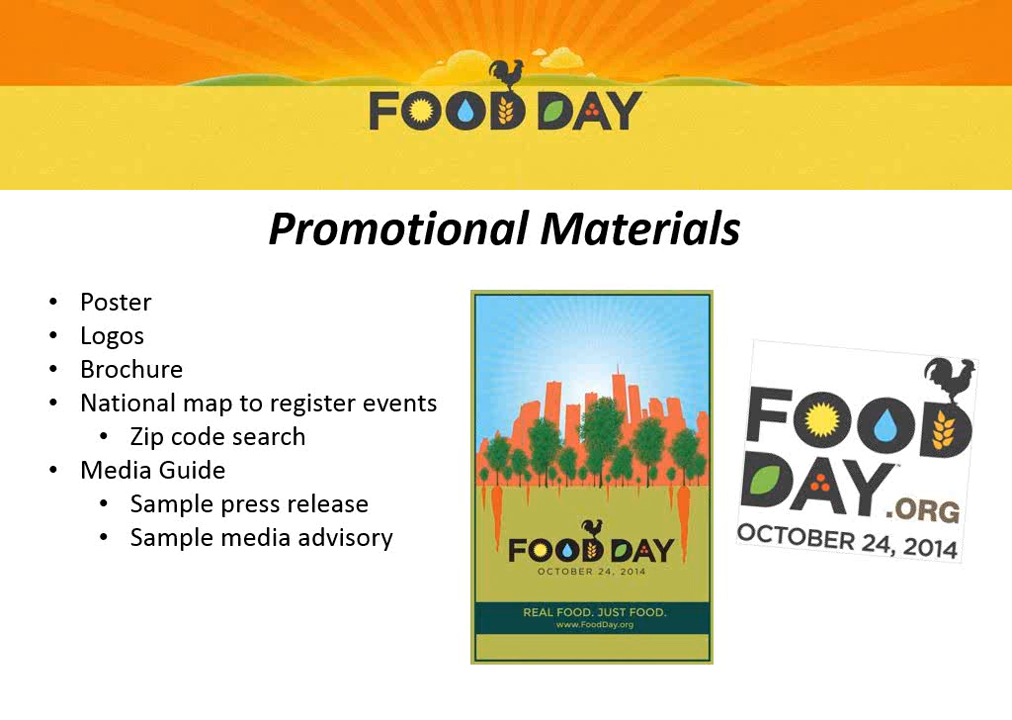 FOOD DAY
Promotional Materials
• Poster
• Logos
• Brochure
• National map to register events
• Zip code search
• Media Guide
• Sample press release
• Sample media advisory
FOOD DAY
OCTOBER 24, 2014
REAL FOOD. JUST FOOD.
www.FoodDay.org
FOOD
DAY™.ORG
OCTOBER 24, 2014